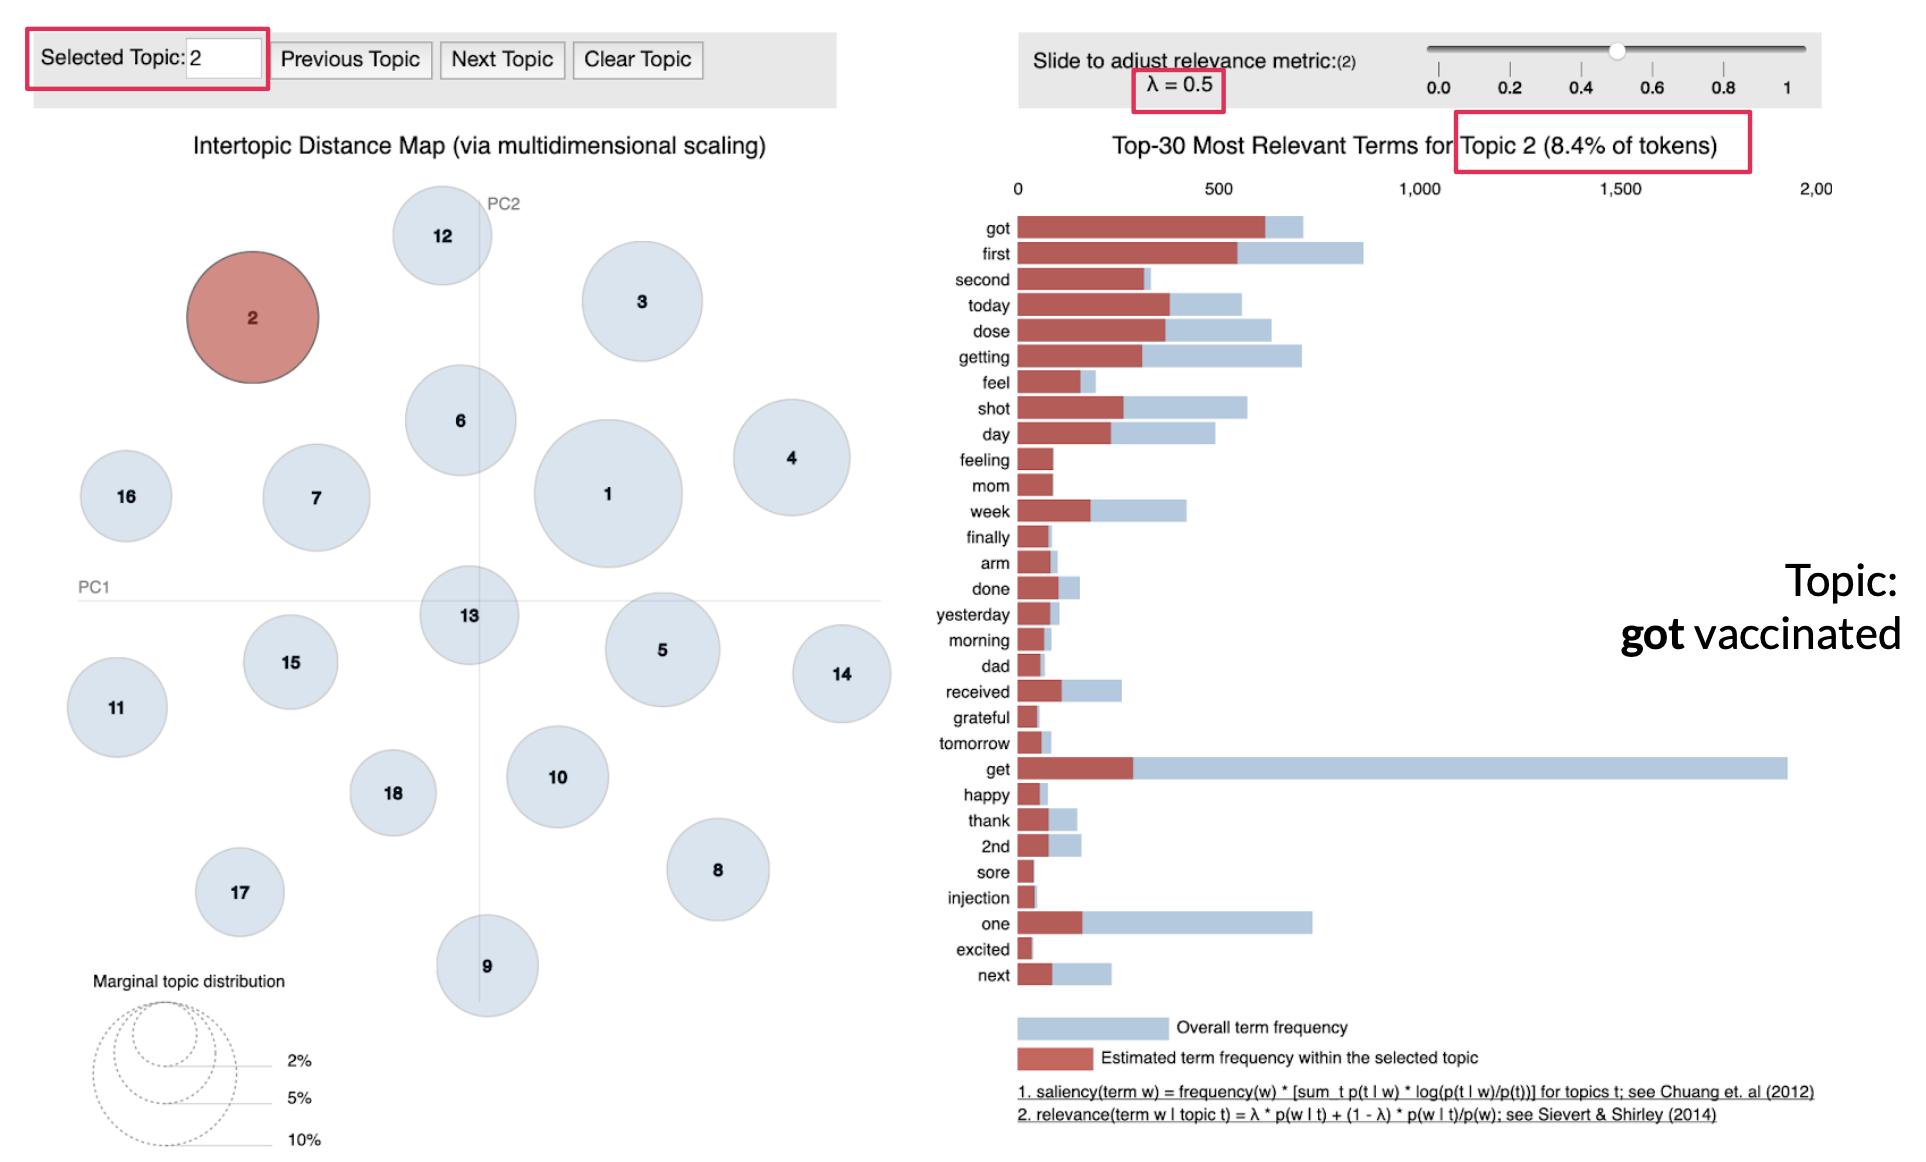 Selected Topic: 2 Previous Topic Next Topic Clear Topic
Slide to adjust relevance metric:(2)
λ = 0.5
0.0 0.2 0.4 0.6 0.8 1
Intertopic Distance Map (via multidimensional scaling)
PC2
12
3
2
6
4
1
16
7
PC1
13
5
15
14
11
10
18
8
17
9
Marginal topic distribution
2%
5%
10%
Top-30 Most Relevant Terms for Topic 2 (8.4% of tokens)
0 500 1,000 1,500 2,00
got
first
second
today
dose
getting
feel
shot
day
feeling
mom
week
finally
arm
done
yesterday
morning
dad
received
grateful
tomorrow
get
happy
thank
2nd
sore
injection
one
excited
next
Overall term frequency
Estimated term frequency within the selected topic
1. saliency(term w) = frequency(w) * [sum_t p(t | w) * log(p(t | w)/p(t))] for topics t; see Chuang et. al (2012)
2. relevance(term w | topic t) = λ * p(w | t) + (1 - λ) * p(w | t)/p(w); see Sievert & Shirley (2014)
Topic:
got vaccinated